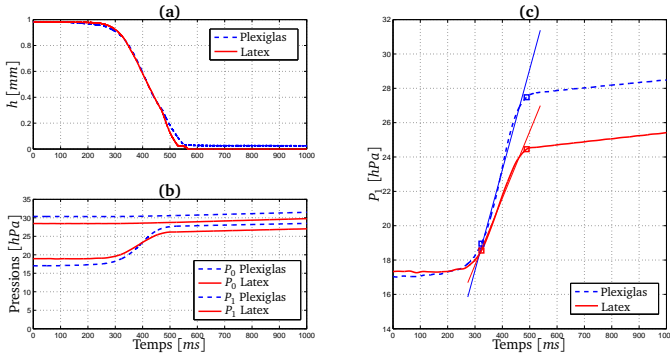 (a)
1
0.8
0.6
0.4
0.2
0
h [mm]
Plexiglas
Latex
0 100 200 300 400 500 600 700 800 900 1000
(b)
35
30
25
20
15
10
5
0
Pressions [hPa]
P0 Plexiglas
P0 Latex
P1 Plexiglas
P1 Latex
0 100 200 300 400 500 600 700 800 900 1000
Temps [ms]
(c)
32
30
28
26
24
22
20
18
16
14
P1 [hPa]
Plexiglas
Latex
0 100 200 300 400 500 600 700 800 900 1000
Temps [ms]